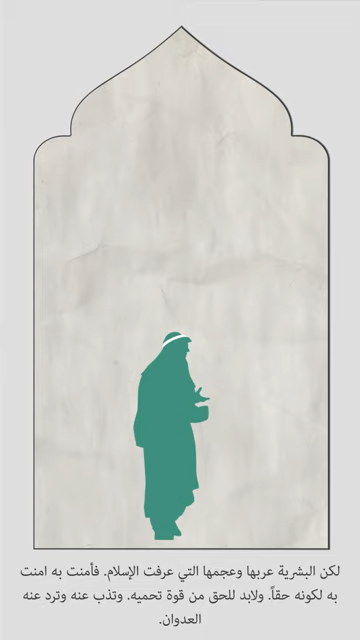 لكن البشرية عربها وعجمها التي عرفت الإسلام. فأمنت به امنت
به لكونه حقاً. ولابد للحق من قوة تحميه. وتذب عنه وترد عنه
العدوان.